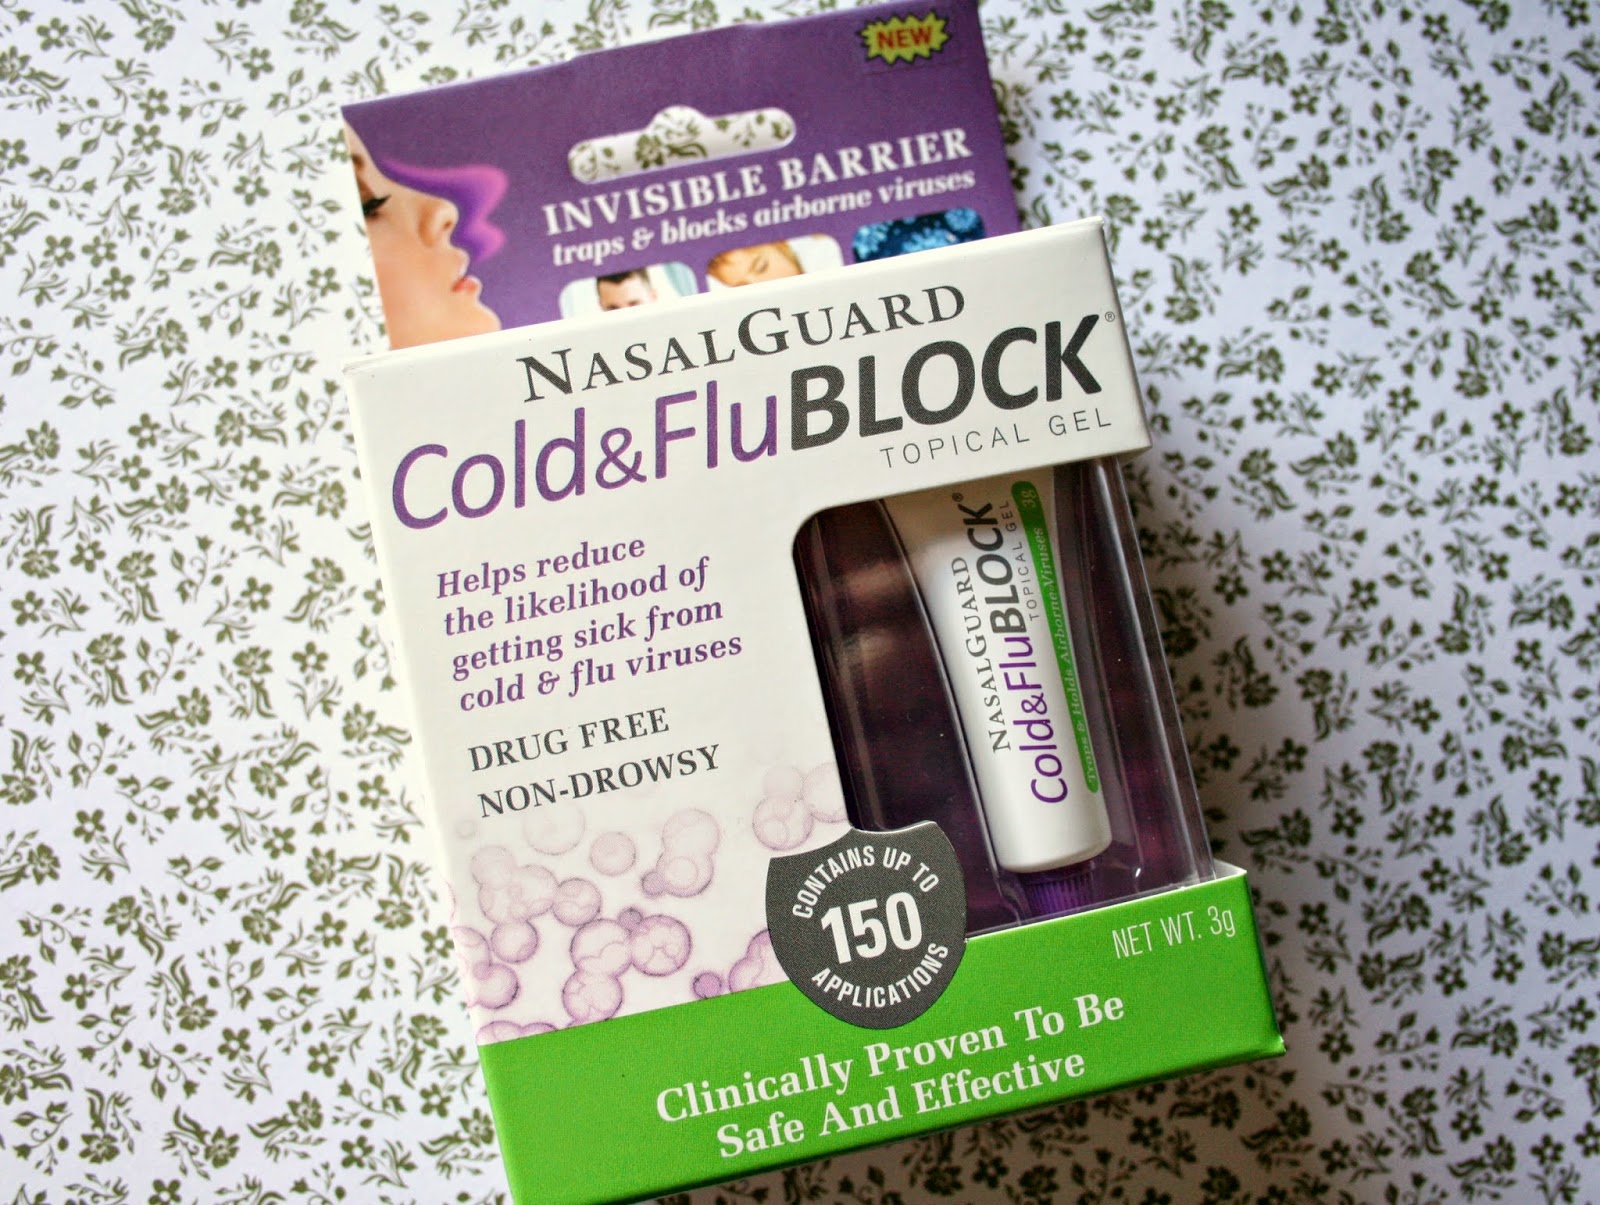 NEW
INVISIBLE BARRIER
traps & blocks airborne viruses
NASALGUARD
Cold&FluBLOCK®
TOPICAL GEL
Helps reduce
the likelihood of
getting sick from
cold & flu viruses
DRUG FREE
NON-DROWSY
NASALGUARD
Cold&FluBLOCK®
TOPICAL GEL
Traps & Holds Airborne Viruses 3g
CONTAINS UP TO
150
APPLICATIONS
NET WT. 3g
Clinically Proven To Be
Safe And Effective